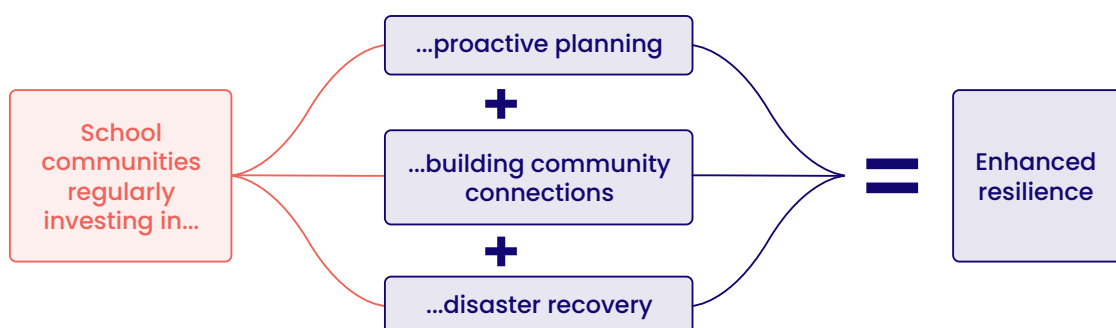 School
communities
regularly
investing in...
...proactive planning
+
...building community
connections
+
...disaster recovery
=
Enhanced
resilience